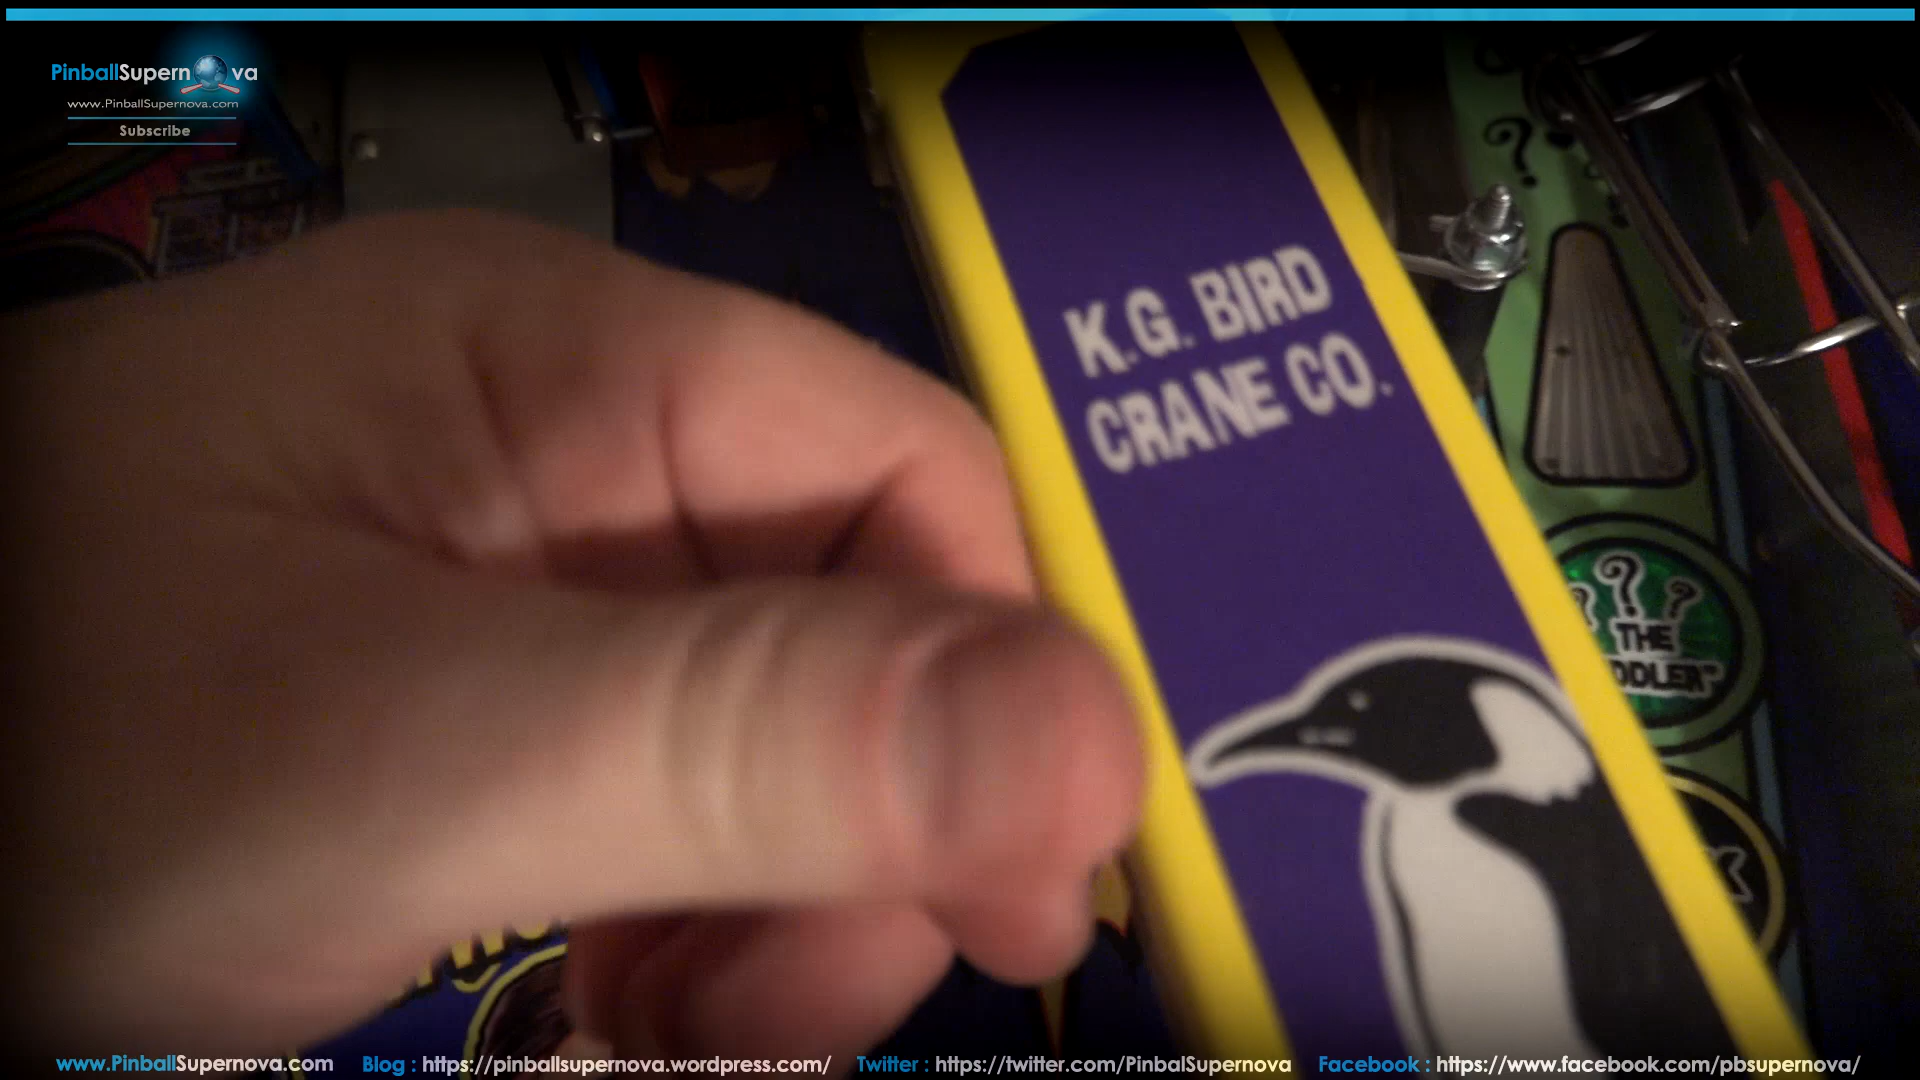 PinballSupernova
www.PinballSupernova.com
Subscribe
K.G. BIRD
CRANE CO.
THE
www.PinballSupernova.com Blog : https://pinballsupernova.wordpress.com/ Twitter : https://twitter.com/PinbalSupernova Facebook : https://www.facebook.com/pbsupernova/